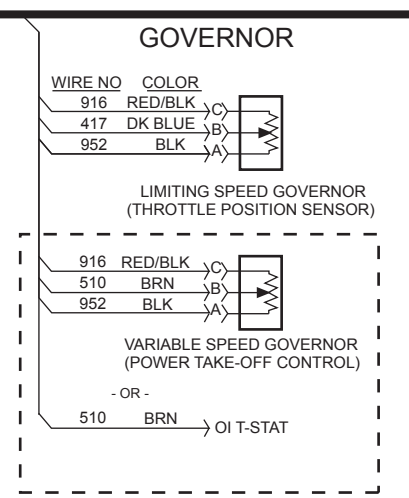 GOVERNOR
WIRE NO COLOR
916 RED/BLK C
417 DK BLUE B
952 BLK A
LIMITING SPEED GOVERNOR
(THROTTLE POSITION SENSOR)
916 RED/BLK C
510 BRN B
952 BLK A
VARIABLE SPEED GOVERNOR
(POWER TAKE-OFF CONTROL)
- OR -
510 BRN OI T-STAT